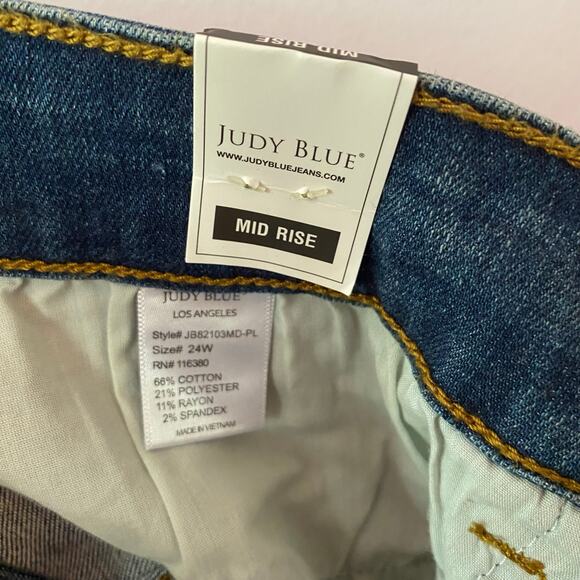 MID RISE
JUDY BLUE®
WWW.JUDYBLUEJEANS.COM
MID RISE
JUDY BLUE®
LOS ANGELES
Style# JB82103MD-PL
Size# 24W
RN# 116380
66% COTTON
21% POLYESTER
11% RAYON
2% SPANDEX
MADE IN VIETNAM